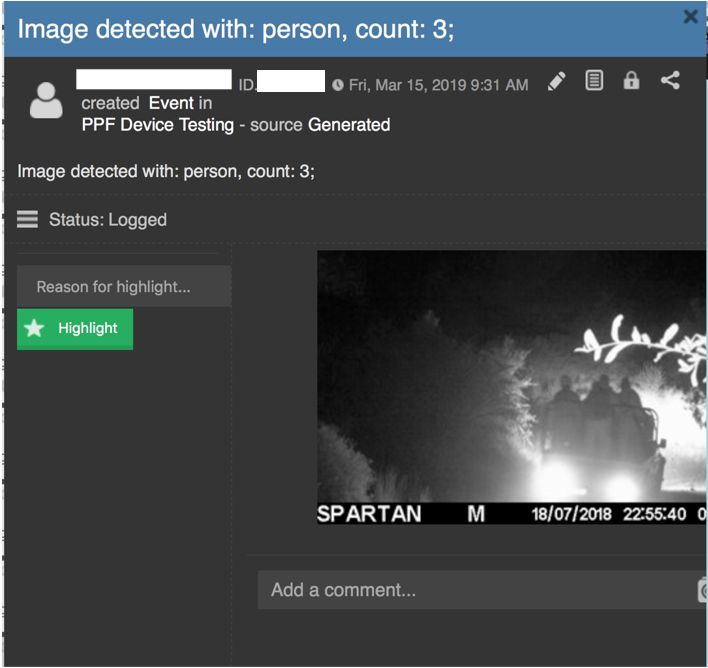 Image detected with: person, count: 3;
ID. Fri, Mar 15, 2019 9:31 AM
created Event in
PPF Device Testing - source Generated
Image detected with: person, count: 3;
Status: Logged
Reason for highlight...
Highlight
SPARTAN M 18/07/2018 22:55:40 0
Add a comment...